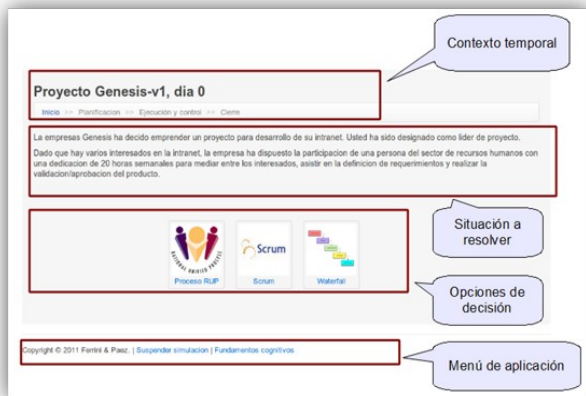 Contexto temporal
Proyecto Genesis-v1, dia 0
Inicio >> Planificacion >> Ejecución y control >> Cierre
La empresas Genesis ha decido emprender un proyecto para desarrollo de su intranet. Usted ha sido designado como lider de proyecto.
Dado que hay varios interesados en la intranet, la empresa ha dispuesto la participacion de una persona del sector de recursos humanos con
una dedicacion de 20 horas semanales para mediar entre los interesados, asistir en la definicion de requerimientos y realizar la
validacion/aprobacion del producto.
Situación a
resolver
RATIONAL UNIFIED PROCESS
Scrum
Proceso RUP
Scrum
Waterfall
Opciones de
decisión
Copyright © 2011 Ferrini & Paez. | Suspender simulacion | Fundamentos cognitivos
Menú de aplicación